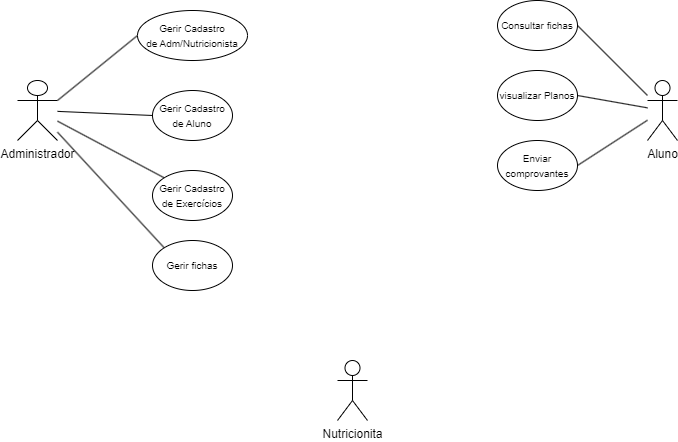 Gerir Cadastro
de Adm/Nutricionista
Consultar fichas
Gerir Cadastro
de Aluno
visualizar Planos
Administrador
Aluno
Enviar
comprovantes
Gerir Cadastro
de Exercícios
Gerir fichas
Nutricionita